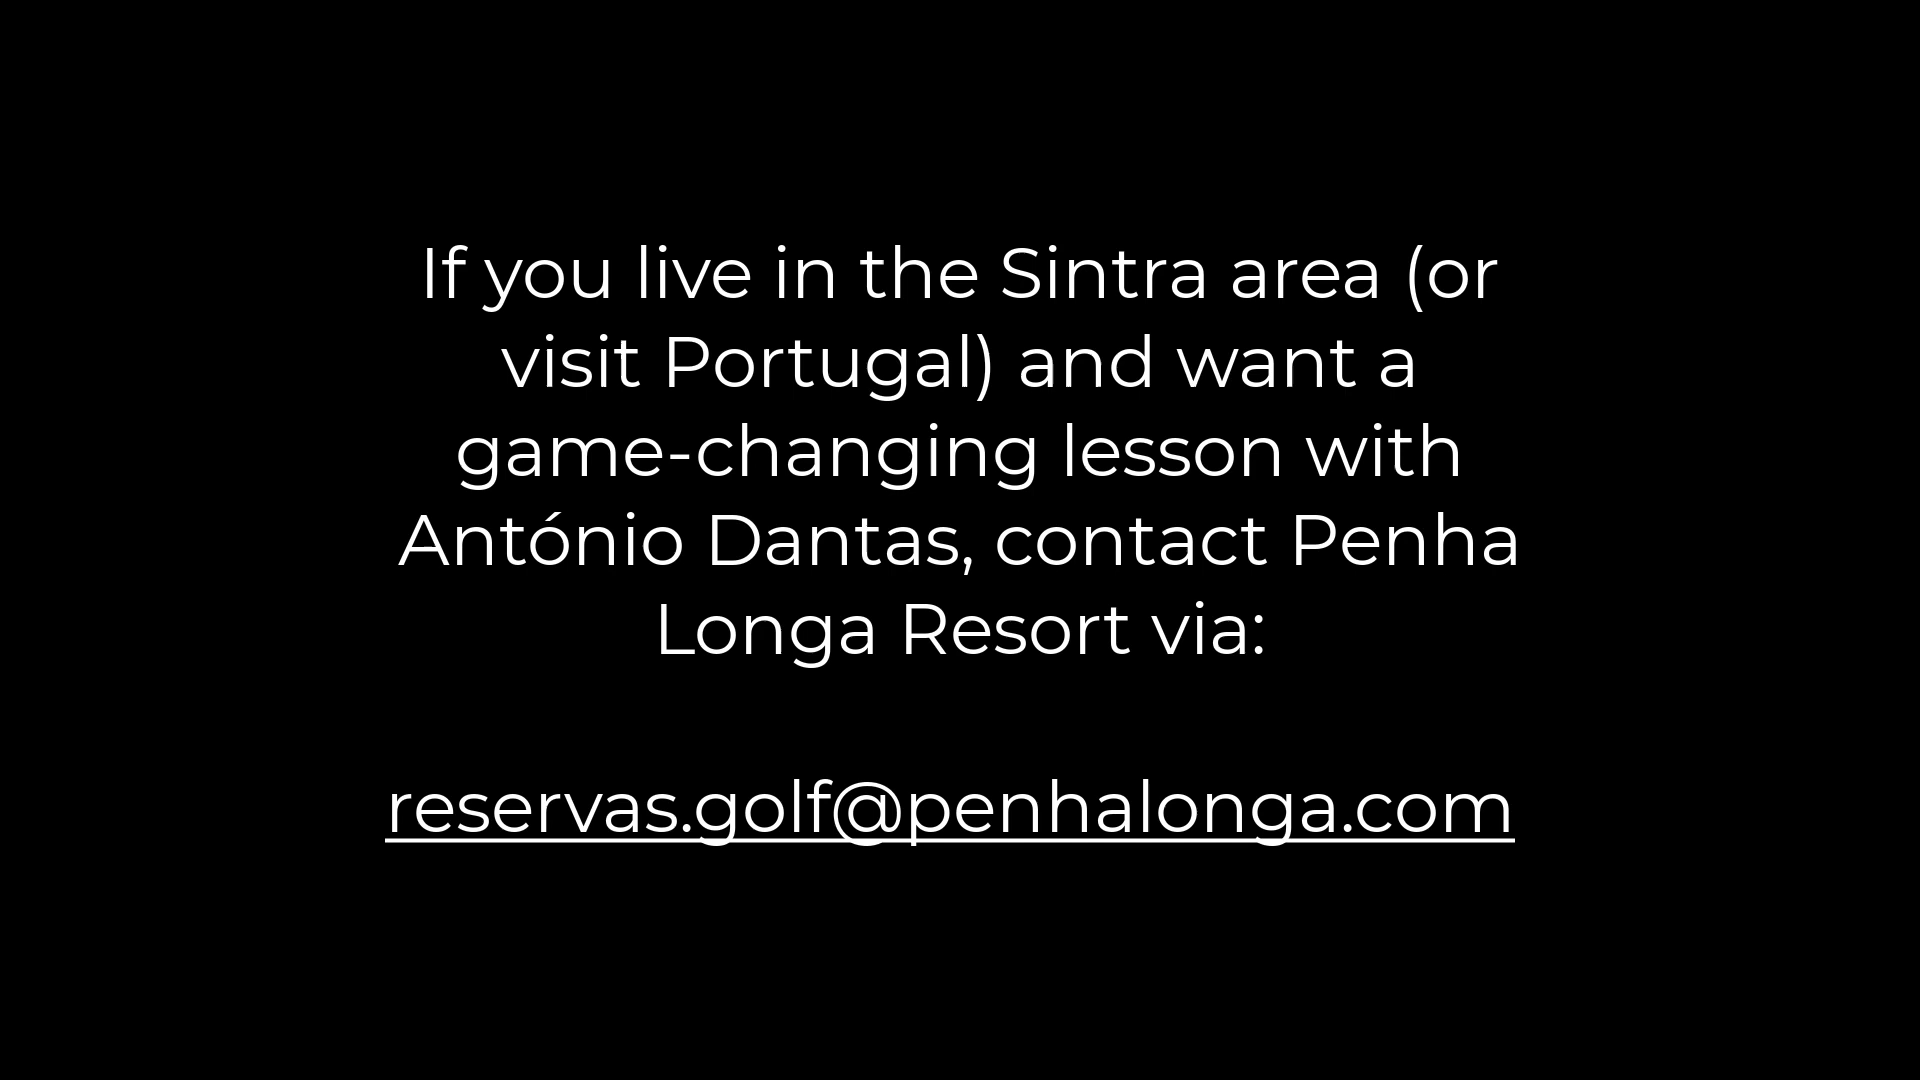 If you live in the Sintra area (or
visit Portugal) and want a
game-changing lesson with
António Dantas, contact Penha
Longa Resort via:
reservas.golf@penhalonga.com